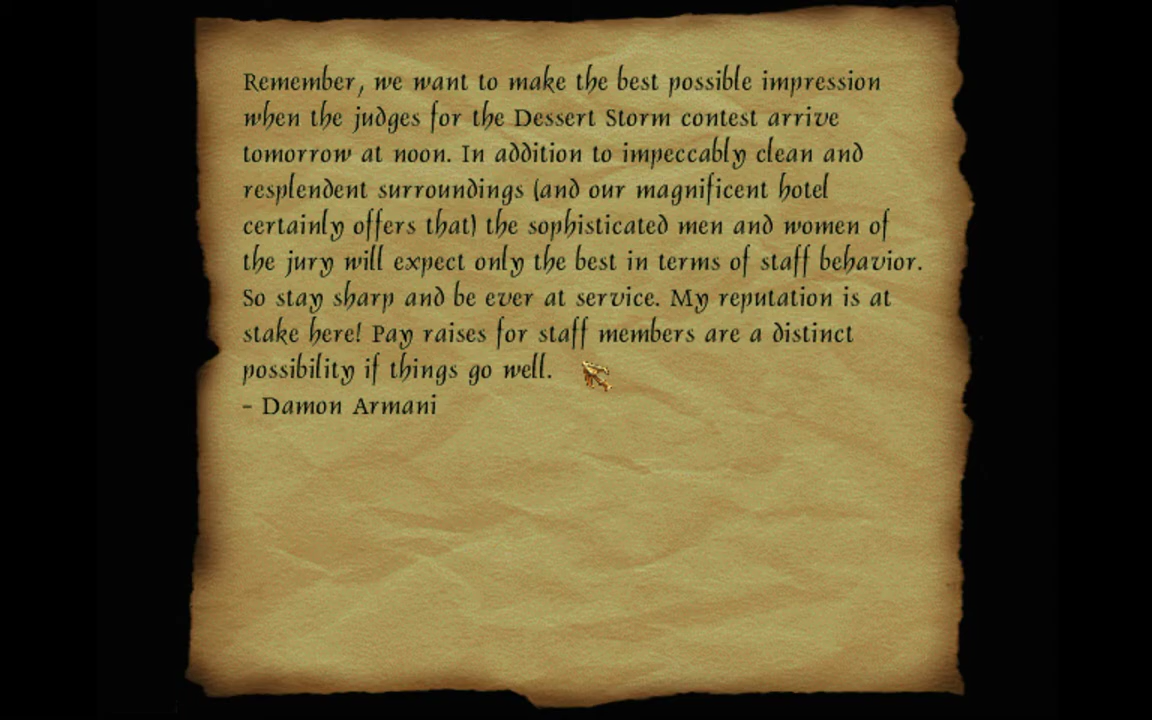 Remember, we want to make the best possible impression
when the judges for the Dessert Storm contest arrive
tomorrow at noon. In addition to impeccably clean and
resplendent surroundings (and our magnificent hotel
certainly offers that) the sophisticated men and women of
the jury will expect only the best in terms of staff behavior.
So stay sharp and be ever at service. My reputation is at
stake here! Pay raises for staff members are a distinct
possibility if things go well.
- Damon Armani